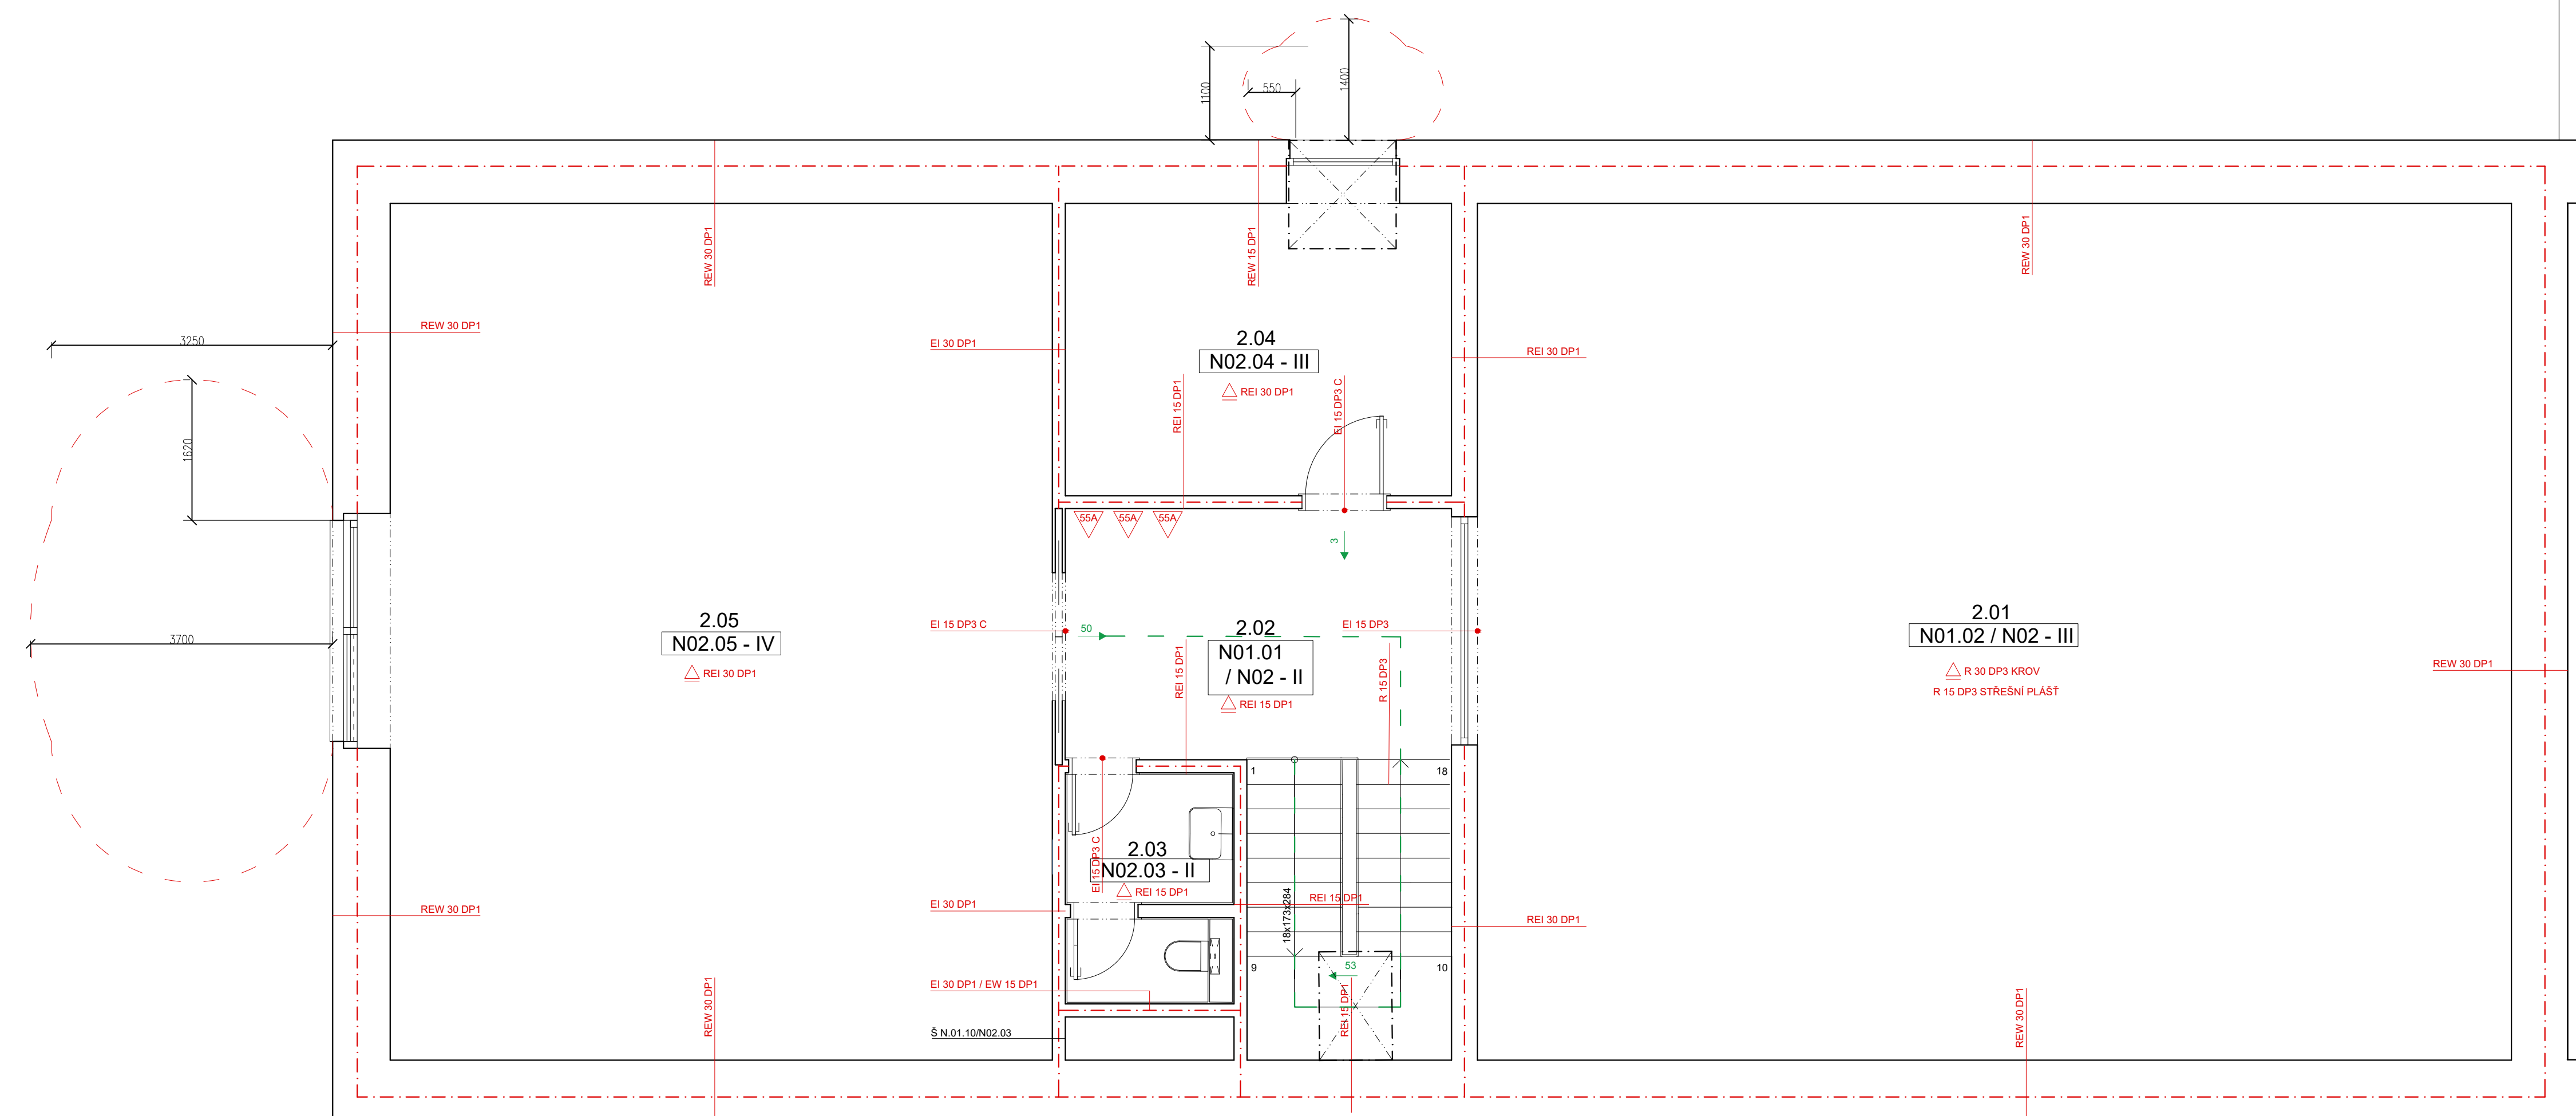 1400
1100
550
REW 30 DP1
REW 15 DP1
REW 30 DP1
REW 30 DP1
3250
EI 30 DP1
2.04
N02.04 - III
REI 30 DP1
REI 30 DP1
REI 15 DP1
EI 15 DP3 C
1620
55A
55A
55A
3
2.05
N02.05 - IV
REI 30 DP1
3700
EI 15 DP3 C
50
2.02
N01.01
/ N02 - II
REI 15 DP1
REI 15 DP1
EI 15 DP3
R 15 DP3
2.01
N01.02 / N02 - III
R 30 DP3 KROV
R 15 DP3 STŘEŠNÍ PLÁŠŤ
REW 30 DP1
1
18
2.03
N02.03 - II
REI 15 DP1
EI 15 DP3 C
REI 15 DP1
18x173x284
REW 30 DP1
EI 30 DP1
REI 30 DP1
9
10
53
EI 30 DP1 / EW 15 DP1
REI 15 DP1
REW 30 DP1
REW 30 DP1
Š N.01.10/N02.03